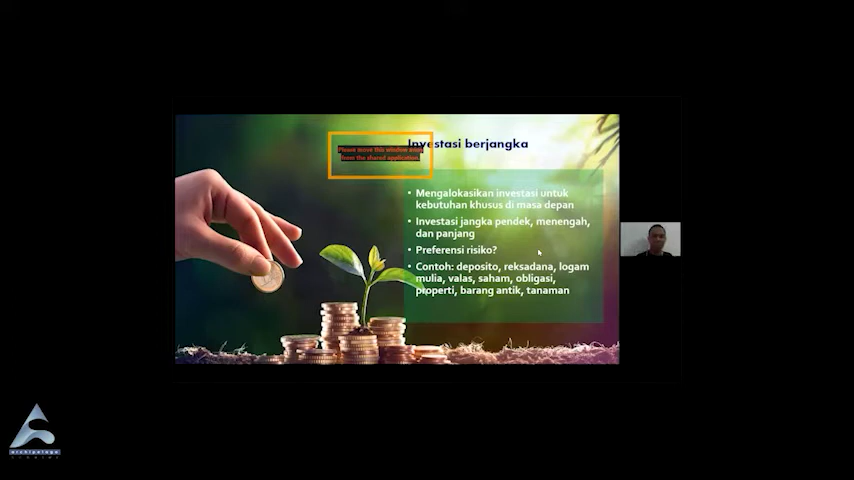 Investasi berjangka
Please move this window away
from the shared application.
• Mengalokasikan investasi untuk
kebutuhan khusus di masa depan
• Investasi jangka pendek, menengah,
dan panjang
• Preferensi risiko?
• Contoh: deposito, reksadana, logam
mulia, valas, saham, obligasi,
properti, barang antik, tanaman
archipelago